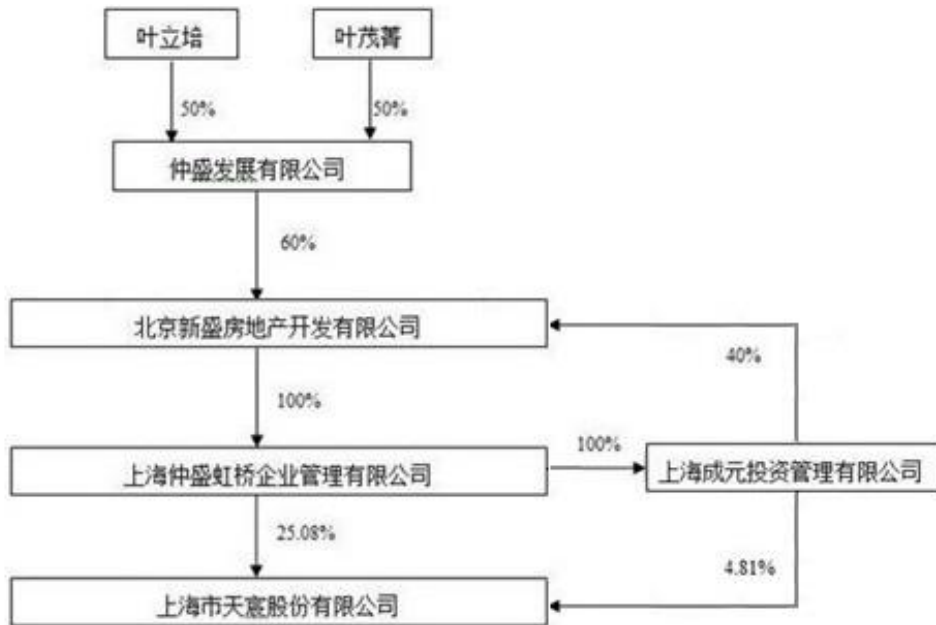 叶立培
叶茂菁
50%
50%
仲盛发展有限公司
60%
北京新盛房地产开发有限公司
40%
100%
100%
上海仲盛虹桥企业管理有限公司
上海成元投资管理有限公司
25.08%
4.81%
上海市天宸股份有限公司